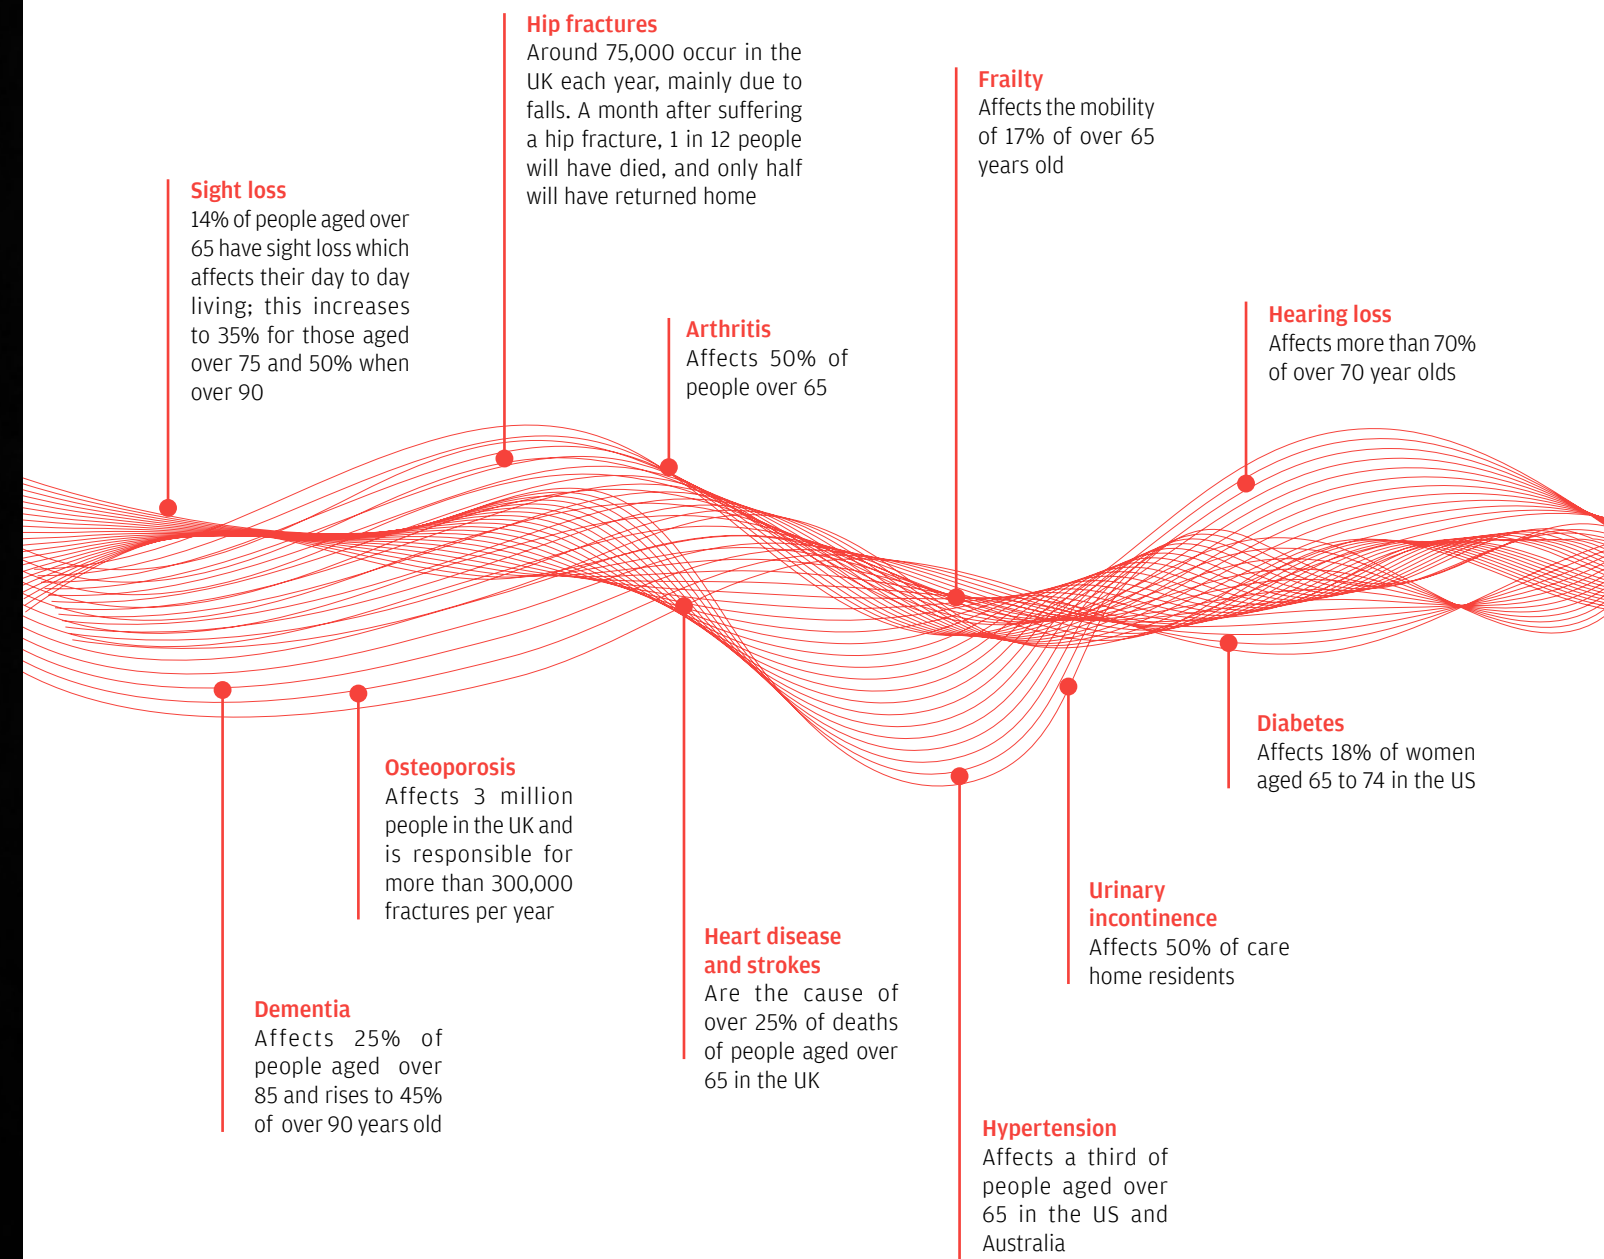 Hip fractures
Around 75,000 occur in the
UK each year, mainly due to
falls. A month after suffering
a hip fracture, 1 in 12 people
will have died, and only half
will have returned home
Frailty
Affects the mobility
of 17% of over 65
years old
Sight loss
14% of people aged over
65 have sight loss which
affects their day to day
living; this increases
to 35% for those aged
over 75 and 50% when
over 90
Arthritis
Affects 50% of
people over 65
Hearing loss
Affects more than 70%
of over 70 year olds
Diabetes
Affects 18% of women
aged 65 to 74 in the US
Osteoporosis
Affects 3 million
people in the UK and
is responsible for
more than 300,000
fractures per year
Urinary
incontinence
Affects 50% of care
home residents
Heart disease
and strokes
Are the cause of
over 25% of deaths
of people aged over
65 in the UK
Dementia
Affects 25% of
people aged over
85 and rises to 45%
of over 90 years old
Hypertension
Affects a third of
people aged over
65 in the US and
Australia